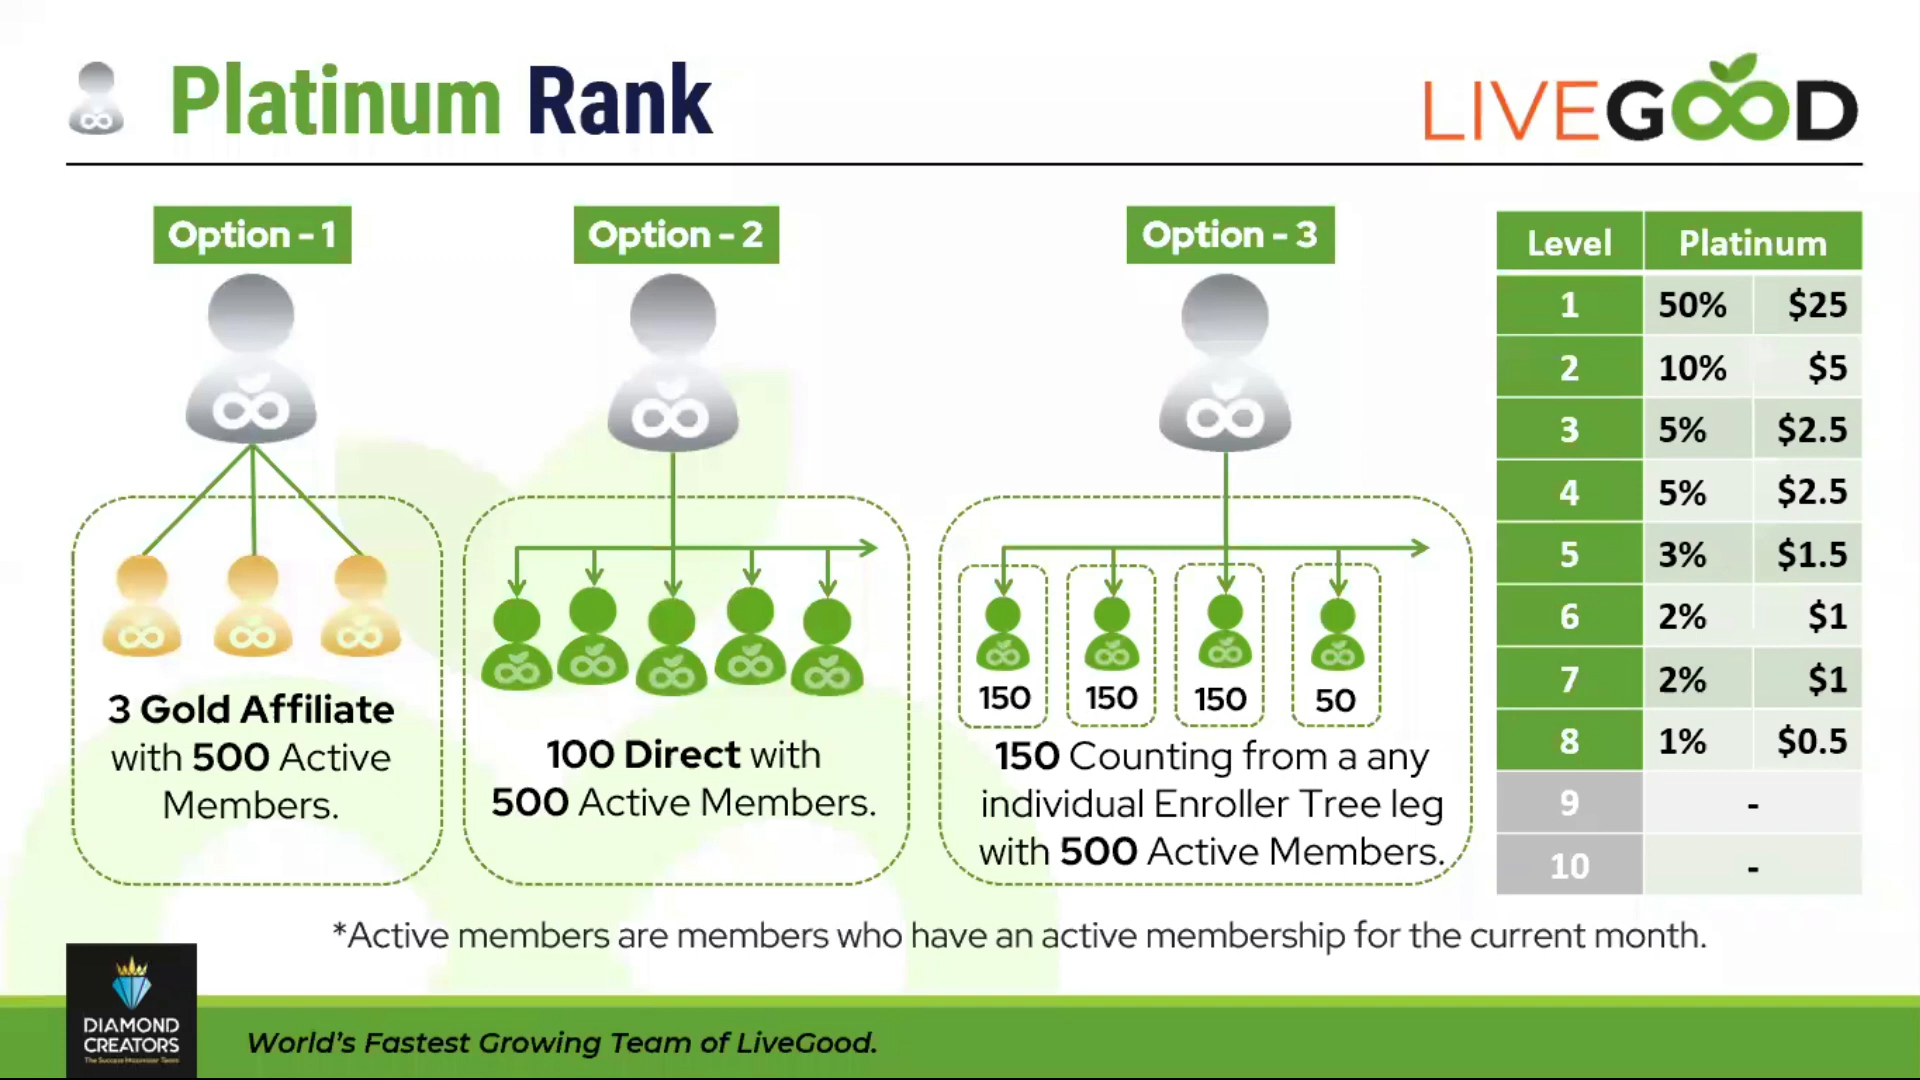 Platinum Rank
LIVEGOOD
Option - 1
Option - 2
Option - 3
3 Gold Affiliate
with 500 Active
Members.
100 Direct with
500 Active Members.
150 150 150 50
150 Counting from a any
individual Enroller Tree leg
with 500 Active Members.
Level Platinum
1 50% $25
2 10% $5
3 5% $2.5
4 5% $2.5
5 3% $1.5
6 2% $1
7 2% $1
8 1% $0.5
9 -
10 -
*Active members are members who have an active membership for the current month.
DIAMOND
CREATORS
The Success Maximiser Team
World's Fastest Growing Team of LiveGood.